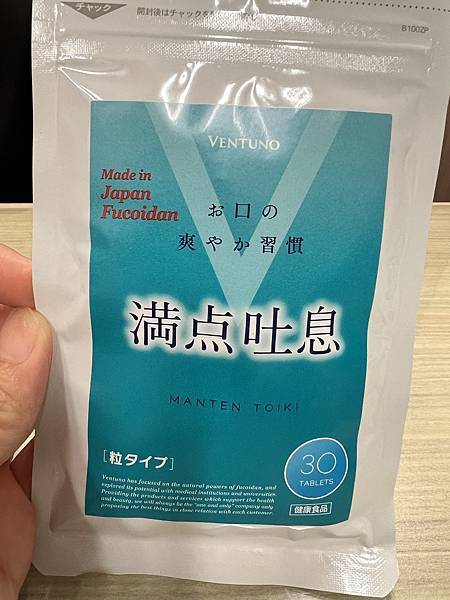 チャック
開封後はチャックを
B100ZP
VENTUNO
Made in
Japan
Fucoidan
お口の
爽やか習慣
満点吐息
MANTEN TOIKI
［粒タイプ］
30
TABLETS
健康食品
Ventuno has focused on the natural powers of fucoidan, and
explored its potential with medical institutions and universities.
Providing the products and services which support the health
and beauty, we will always be the "one and only" company only
proposing the best things in close relation with each customer.